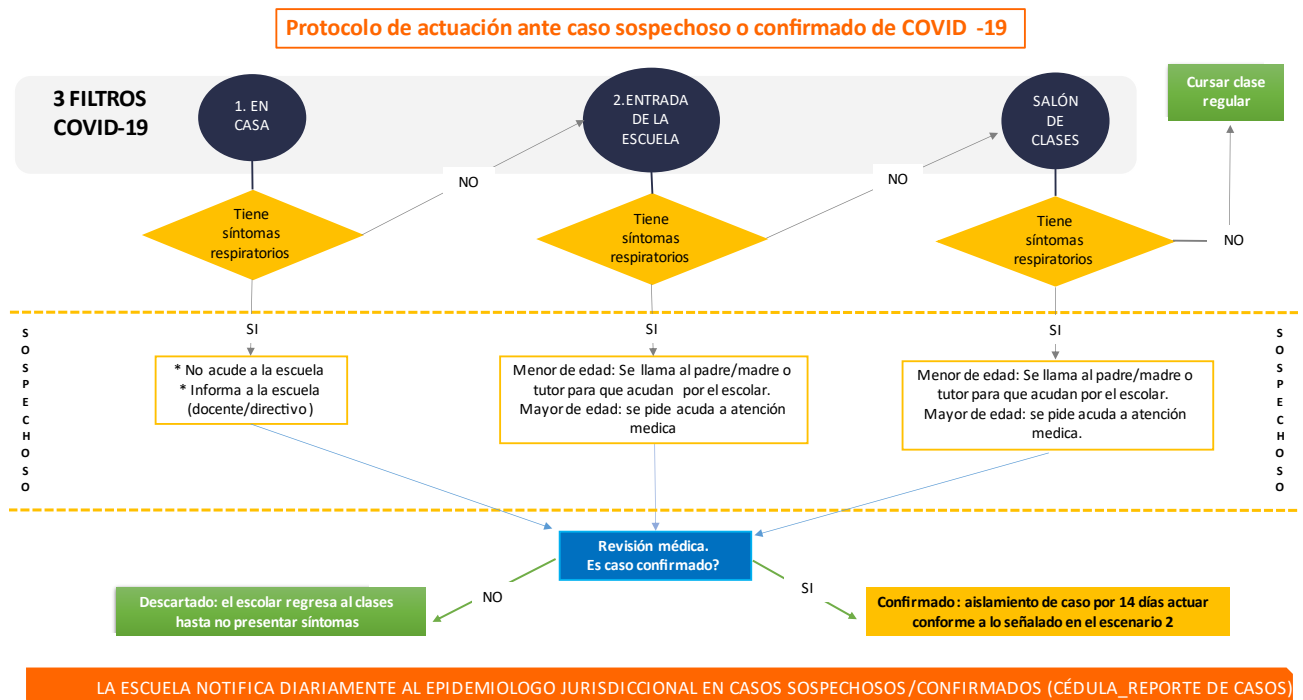 Protocolo de actuación ante caso sospechoso o confirmado de COVID -19
3 FILTROS
COVID-19
1. EN
CASA
2.ENTRADA
DE LA
ESCUELA
SALÓN
DE
CLASES
Cursar clase
regular
NO
NO
NO
Tiene
síntomas
respiratorios
Tiene
síntomas
respiratorios
Tiene
síntomas
respiratorios
SOSPECHOSO
SI
SI
SI
SOSPECHOSO
* No acude a la escuela
* Informa a la escuela
(docente/directivo)
Menor de edad: Se llama al padre/madre o
tutor para que acudan por el escolar.
Mayor de edad: se pide acuda a atención
medica
Menor de edad: Se llama al padre/madre o
tutor para que acudan por el escolar.
Mayor de edad: se pide acuda a atención
medica.
Revisión médica.
Es caso confirmado?
NO
SI
Descartado: el escolar regresa al clases
hasta no presentar síntomas
Confirmado: aislamiento de caso por 14 días actuar
conforme a lo señalado en el escenario 2
LA ESCUELA NOTIFICA DIARIAMENTE AL EPIDEMIOLOGO JURISDICCIONAL EN CASOS SOSPECHOSOS/CONFIRMADOS (CÉDULA_REPORTE DE CASOS)